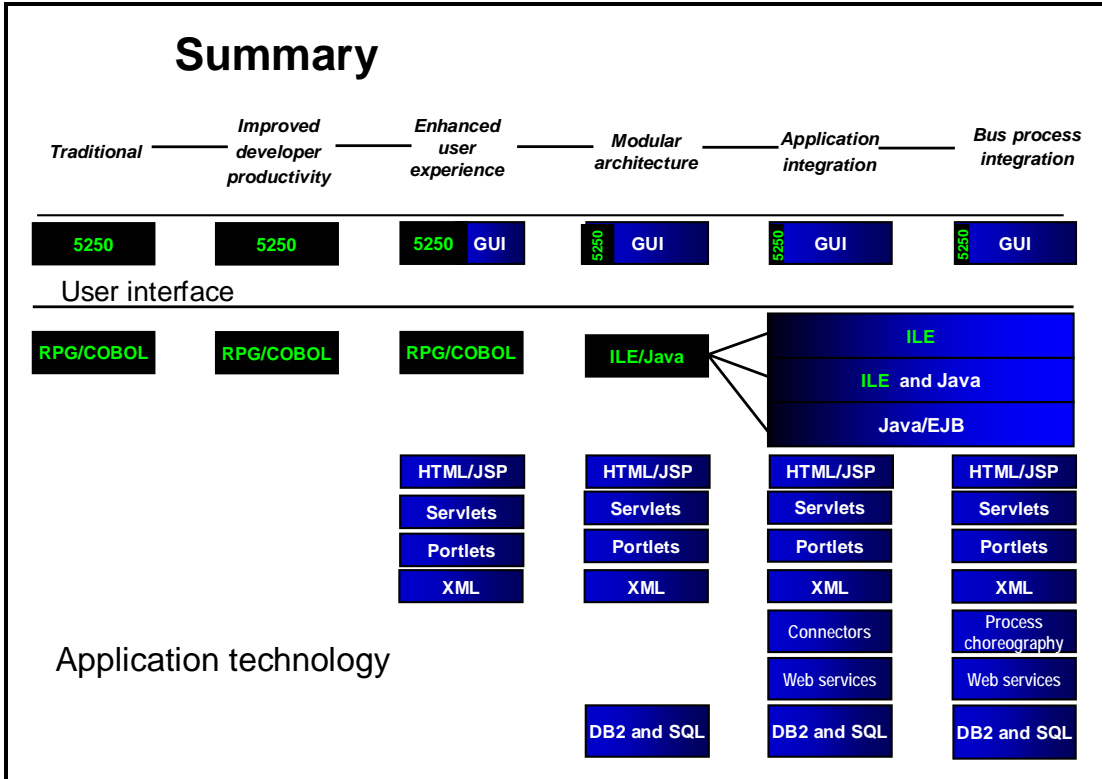 Summary
Traditional
Improved
developer
productivity
Enhanced
user
experience
Modular
architecture
Application
integration
Bus process
integration
5250
5250
5250 GUI
5250 GUI
5250 GUI
5250 GUI
User interface
RPG/COBOL
RPG/COBOL
RPG/COBOL
ILE/Java
ILE
ILE and Java
Java/EJB
HTML/JSP
HTML/JSP
HTML/JSP
HTML/JSP
Servlets
Servlets
Servlets
Servlets
Portlets
Portlets
Portlets
Portlets
XML
XML
XML
XML
Connectors
Process
choreography
Application technology
Web services
Web services
DB2 and SQL
DB2 and SQL
DB2 and SQL